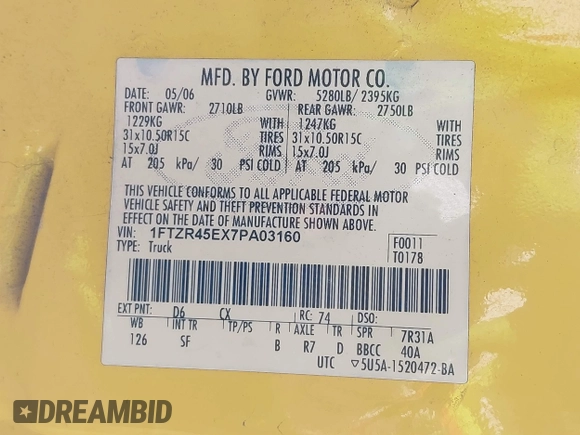 MFD. BY FORD MOTOR CO.
DATE: 05/06 GVWR: 5280LB/ 2395KG
FRONT GAWR: 2710LB REAR GAWR: 2750LB
1229KG WITH 1247KG WITH
31x10.50R15C TIRES 31x10.50R15C TIRES
15x7.0J RIMS 15x7.0J RIMS
AT 205 kPa/ 30 PSI COLD AT 205 kPa/ 30 PSI COLD
THIS VEHICLE CONFORMS TO ALL APPLICABLE FEDERAL MOTOR
VEHICLE SAFETY AND THEFT PREVENTION STANDARDS IN
EFFECT ON THE DATE OF MANUFACTURE SHOWN ABOVE.
VIN: 1FTZR45EX7PA03160
TYPE: Truck
F0011
T0178
EXT PNT: D6 CX RC: 74 DSO:
WB INT TR TP/PS R AXLE TR SPR 7R31A
126 SF B R7 D BBCC 40A
UTC ▽5U5A-1520472-BA
DREAMBID